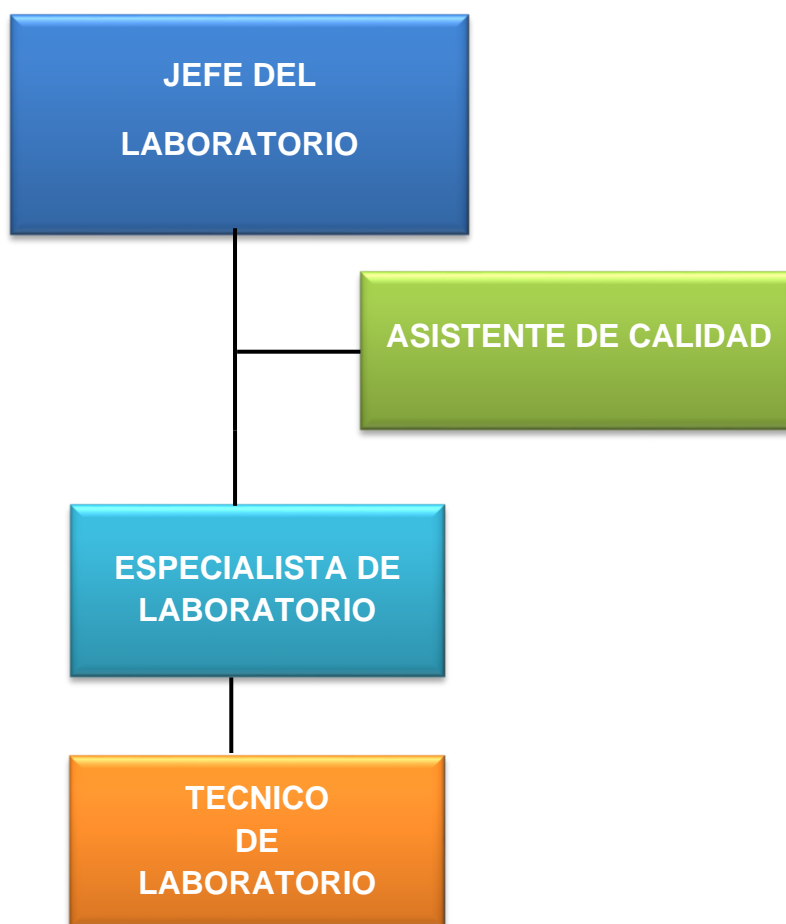 JEFE DEL
LABORATORIO
ASISTENTE DE CALIDAD
ESPECIALISTA DE
LABORATORIO
TECNICO
DE
LABORATORIO